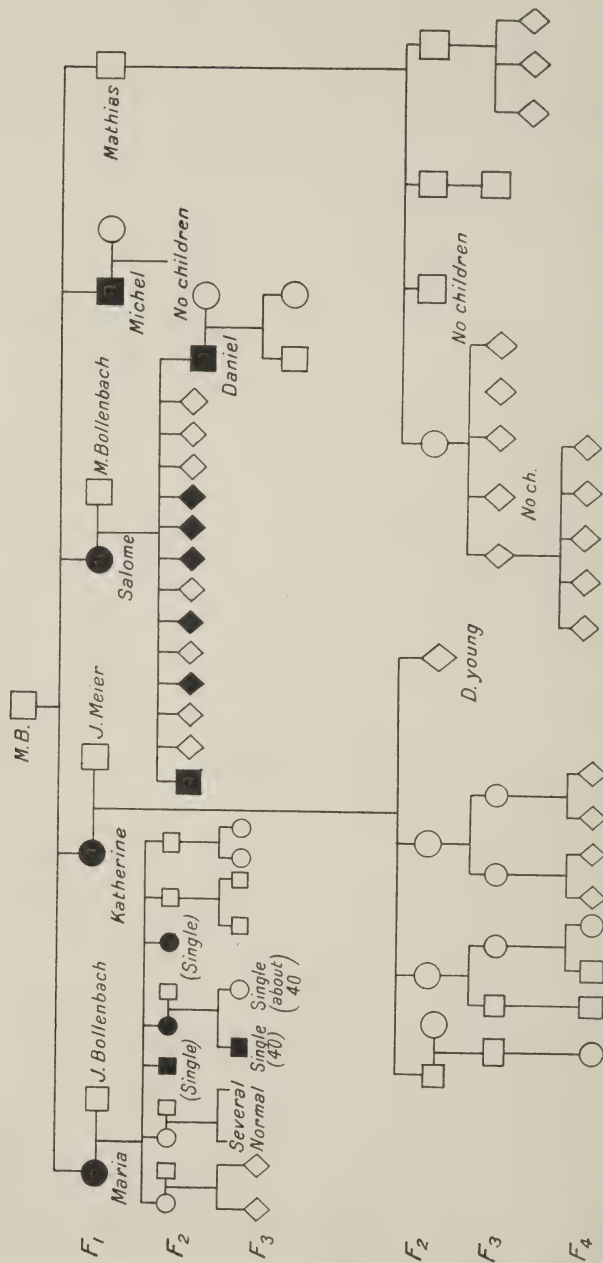 M.B.
J. Bollenbach
J. Meier
M. Bollenbach
F1
Maria
Katherine
Salome
Michel
Mathias
No children
F2
(Single)
(Single)
Daniel
F3
Several
Normal
Single
(40)
Single
(about
40
F2
D. young
No children
F3
No ch.
F4